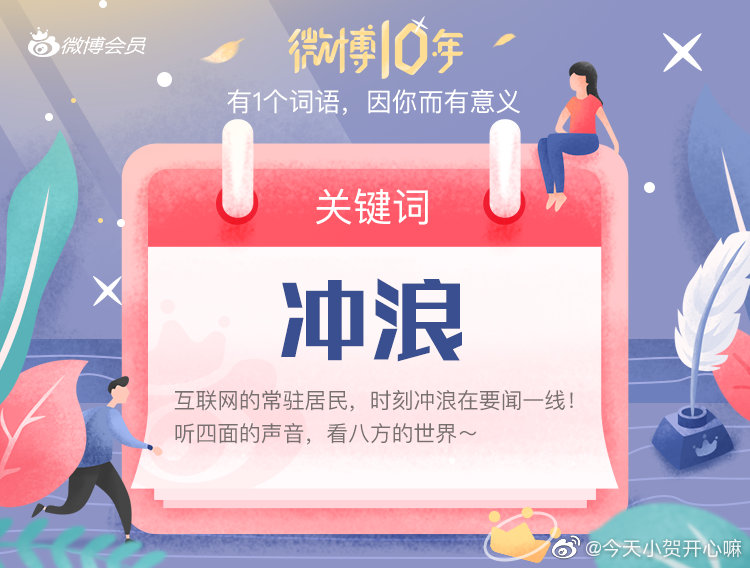 微博会员
微博10年
有1个词语，因你而有意义
关键词
冲浪
互联网的常驻居民，时刻冲浪在要闻一线！
听四面的声音，看八方的世界～
@今天小贺开心嘛